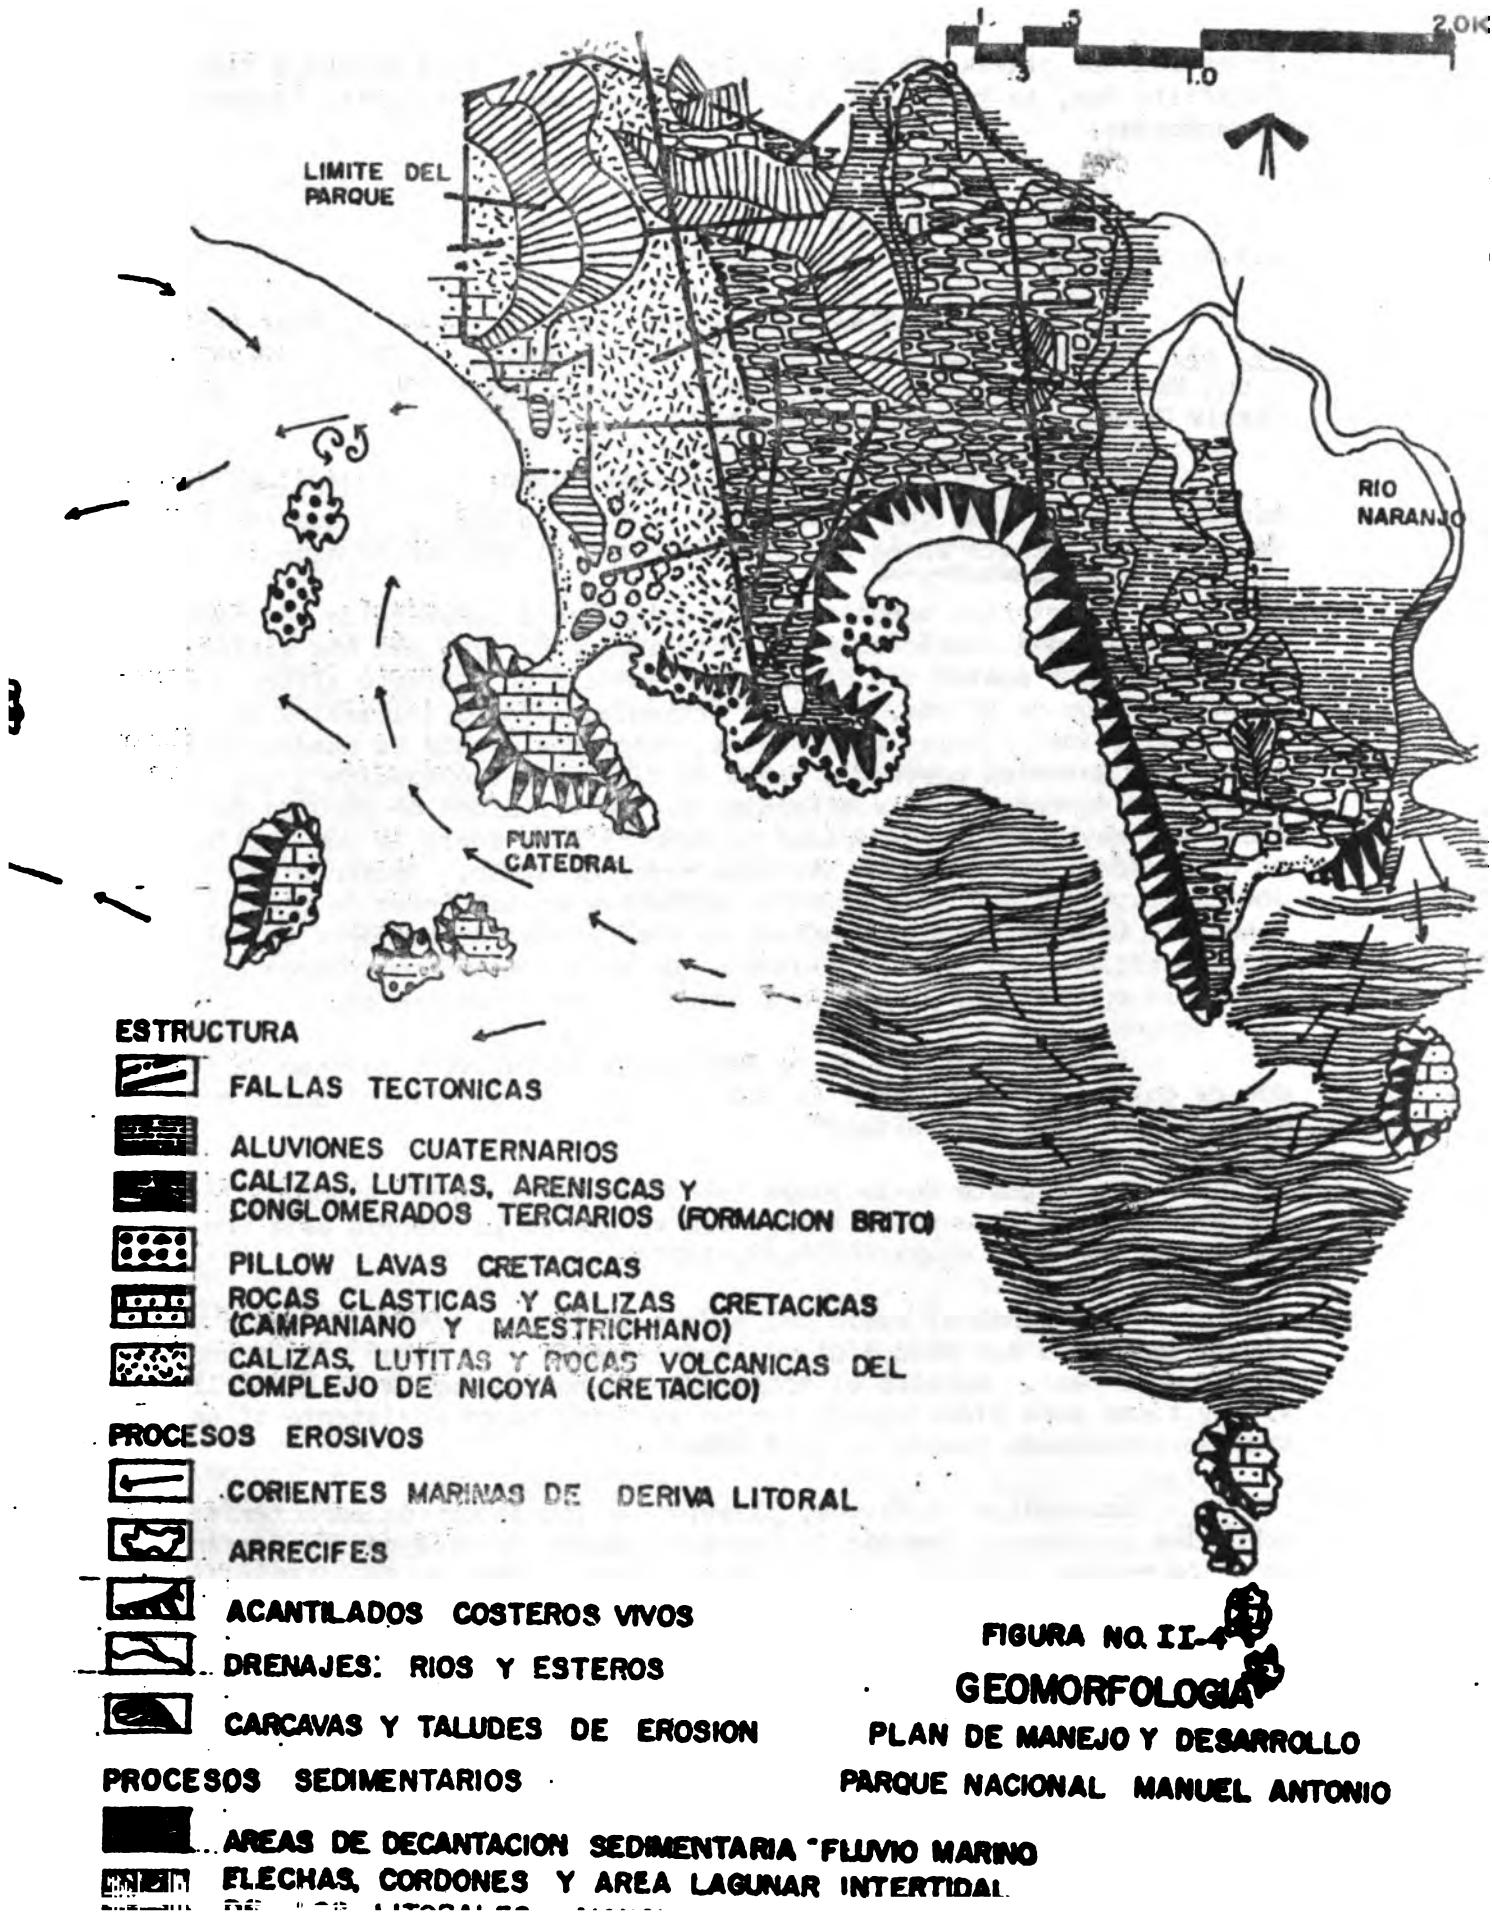 .1 .5 2.0K
0 .3 1.0
LIMITE DEL
PARQUE
RIO
NARANJO
PUNTA
CATEDRAL
ESTRUCTURA
FALLAS TECTONICAS
ALUVIONES CUATERNARIOS
CALIZAS, LUTITAS, ARENISCAS Y
CONGLOMERADOS TERCIARIOS (FORMACION BRITO)
PILLOW LAVAS CRETACICAS
ROCAS CLASTICAS Y CALIZAS CRETACICAS
(CAMPANIANO Y MAESTRICHIANO)
CALIZAS, LUTITAS Y ROCAS VOLCANICAS DEL
COMPLEJO DE NICOYA (CRETACICO)
PROCESOS EROSIVOS
CORIENTES MARINAS DE DERIVA LITORAL
ARRECIFES
ACANTILADOS COSTEROS VIVOS
DRENAJES: RIOS Y ESTEROS
CARCAVAS Y TALUDES DE EROSION
PROCESOS SEDIMENTARIOS
AREAS DE DECANTACION SEDIMENTARIA FLUVIO MARINO
FLECHAS, CORDONES Y AREA LAGUNAR INTERTIDAL
FIGURA NO. II-4
GEOMORFOLOGIA
PLAN DE MANEJO Y DESARROLLO
PARQUE NACIONAL MANUEL ANTONIO